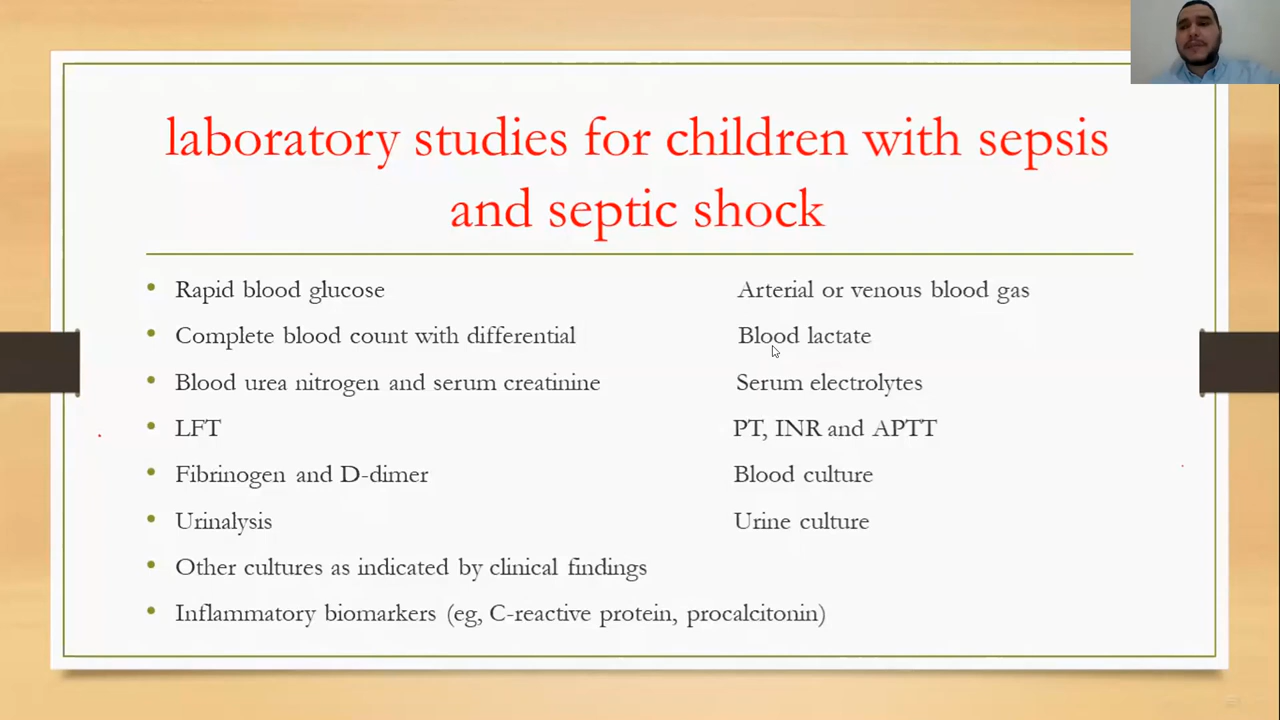 laboratory studies for children with sepsis
and septic shock
• Rapid blood glucose Arterial or venous blood gas
• Complete blood count with differential Blood lactate
• Blood urea nitrogen and serum creatinine Serum electrolytes
• LFT PT, INR and APTT
• Fibrinogen and D-dimer Blood culture
• Urinalysis Urine culture
• Other cultures as indicated by clinical findings
• Inflammatory biomarkers (eg, C-reactive protein, procalcitonin)